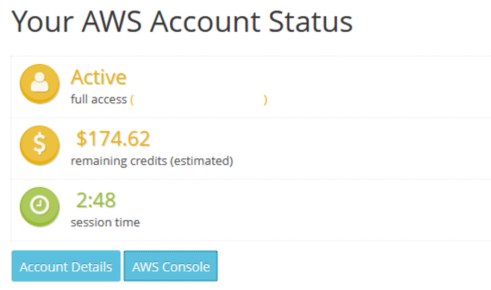 Your AWS Account Status
Active
full access ( )
$174.62
remaining credits (estimated)
2:48
session time
Account Details
AWS Console